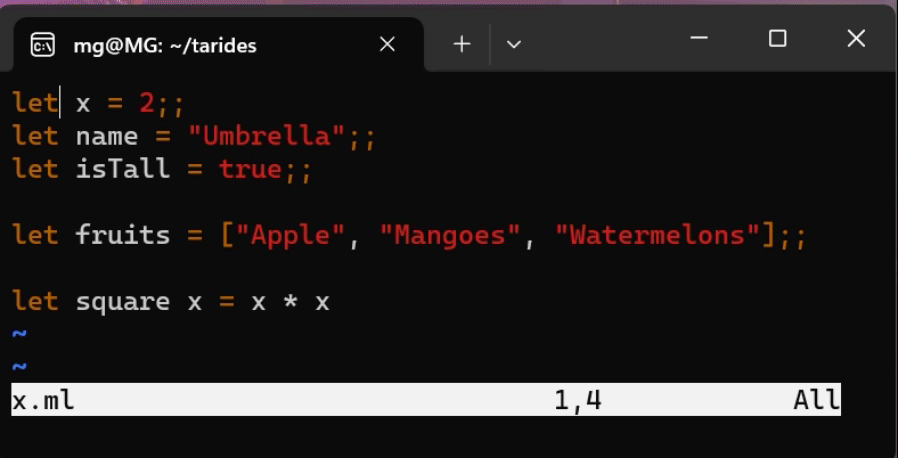 mg@MG: ~/tarides
let x = 2;;
let name = "Umbrella";;
let isTall = true;;
let fruits = ["Apple", "Mangoes", "Watermelons"];;
let square x = x * x
~
~
x.ml 1,4 All